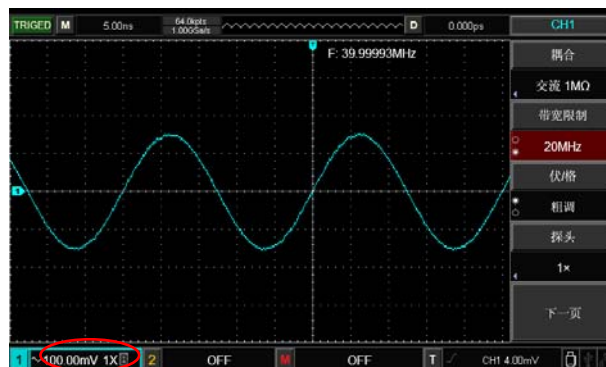 TRIGED M 5.00ns 64.0kpts D 0.000ps CH1
1.00GSa/s
F: 39.99993MHz
耦合
交流 1MΩ
带宽限制
20MHz
伏/格
粗调
探头
1×
下一页
1
1 ~100.00mV 1X B 2 OFF M OFF T CH1 4.00mV